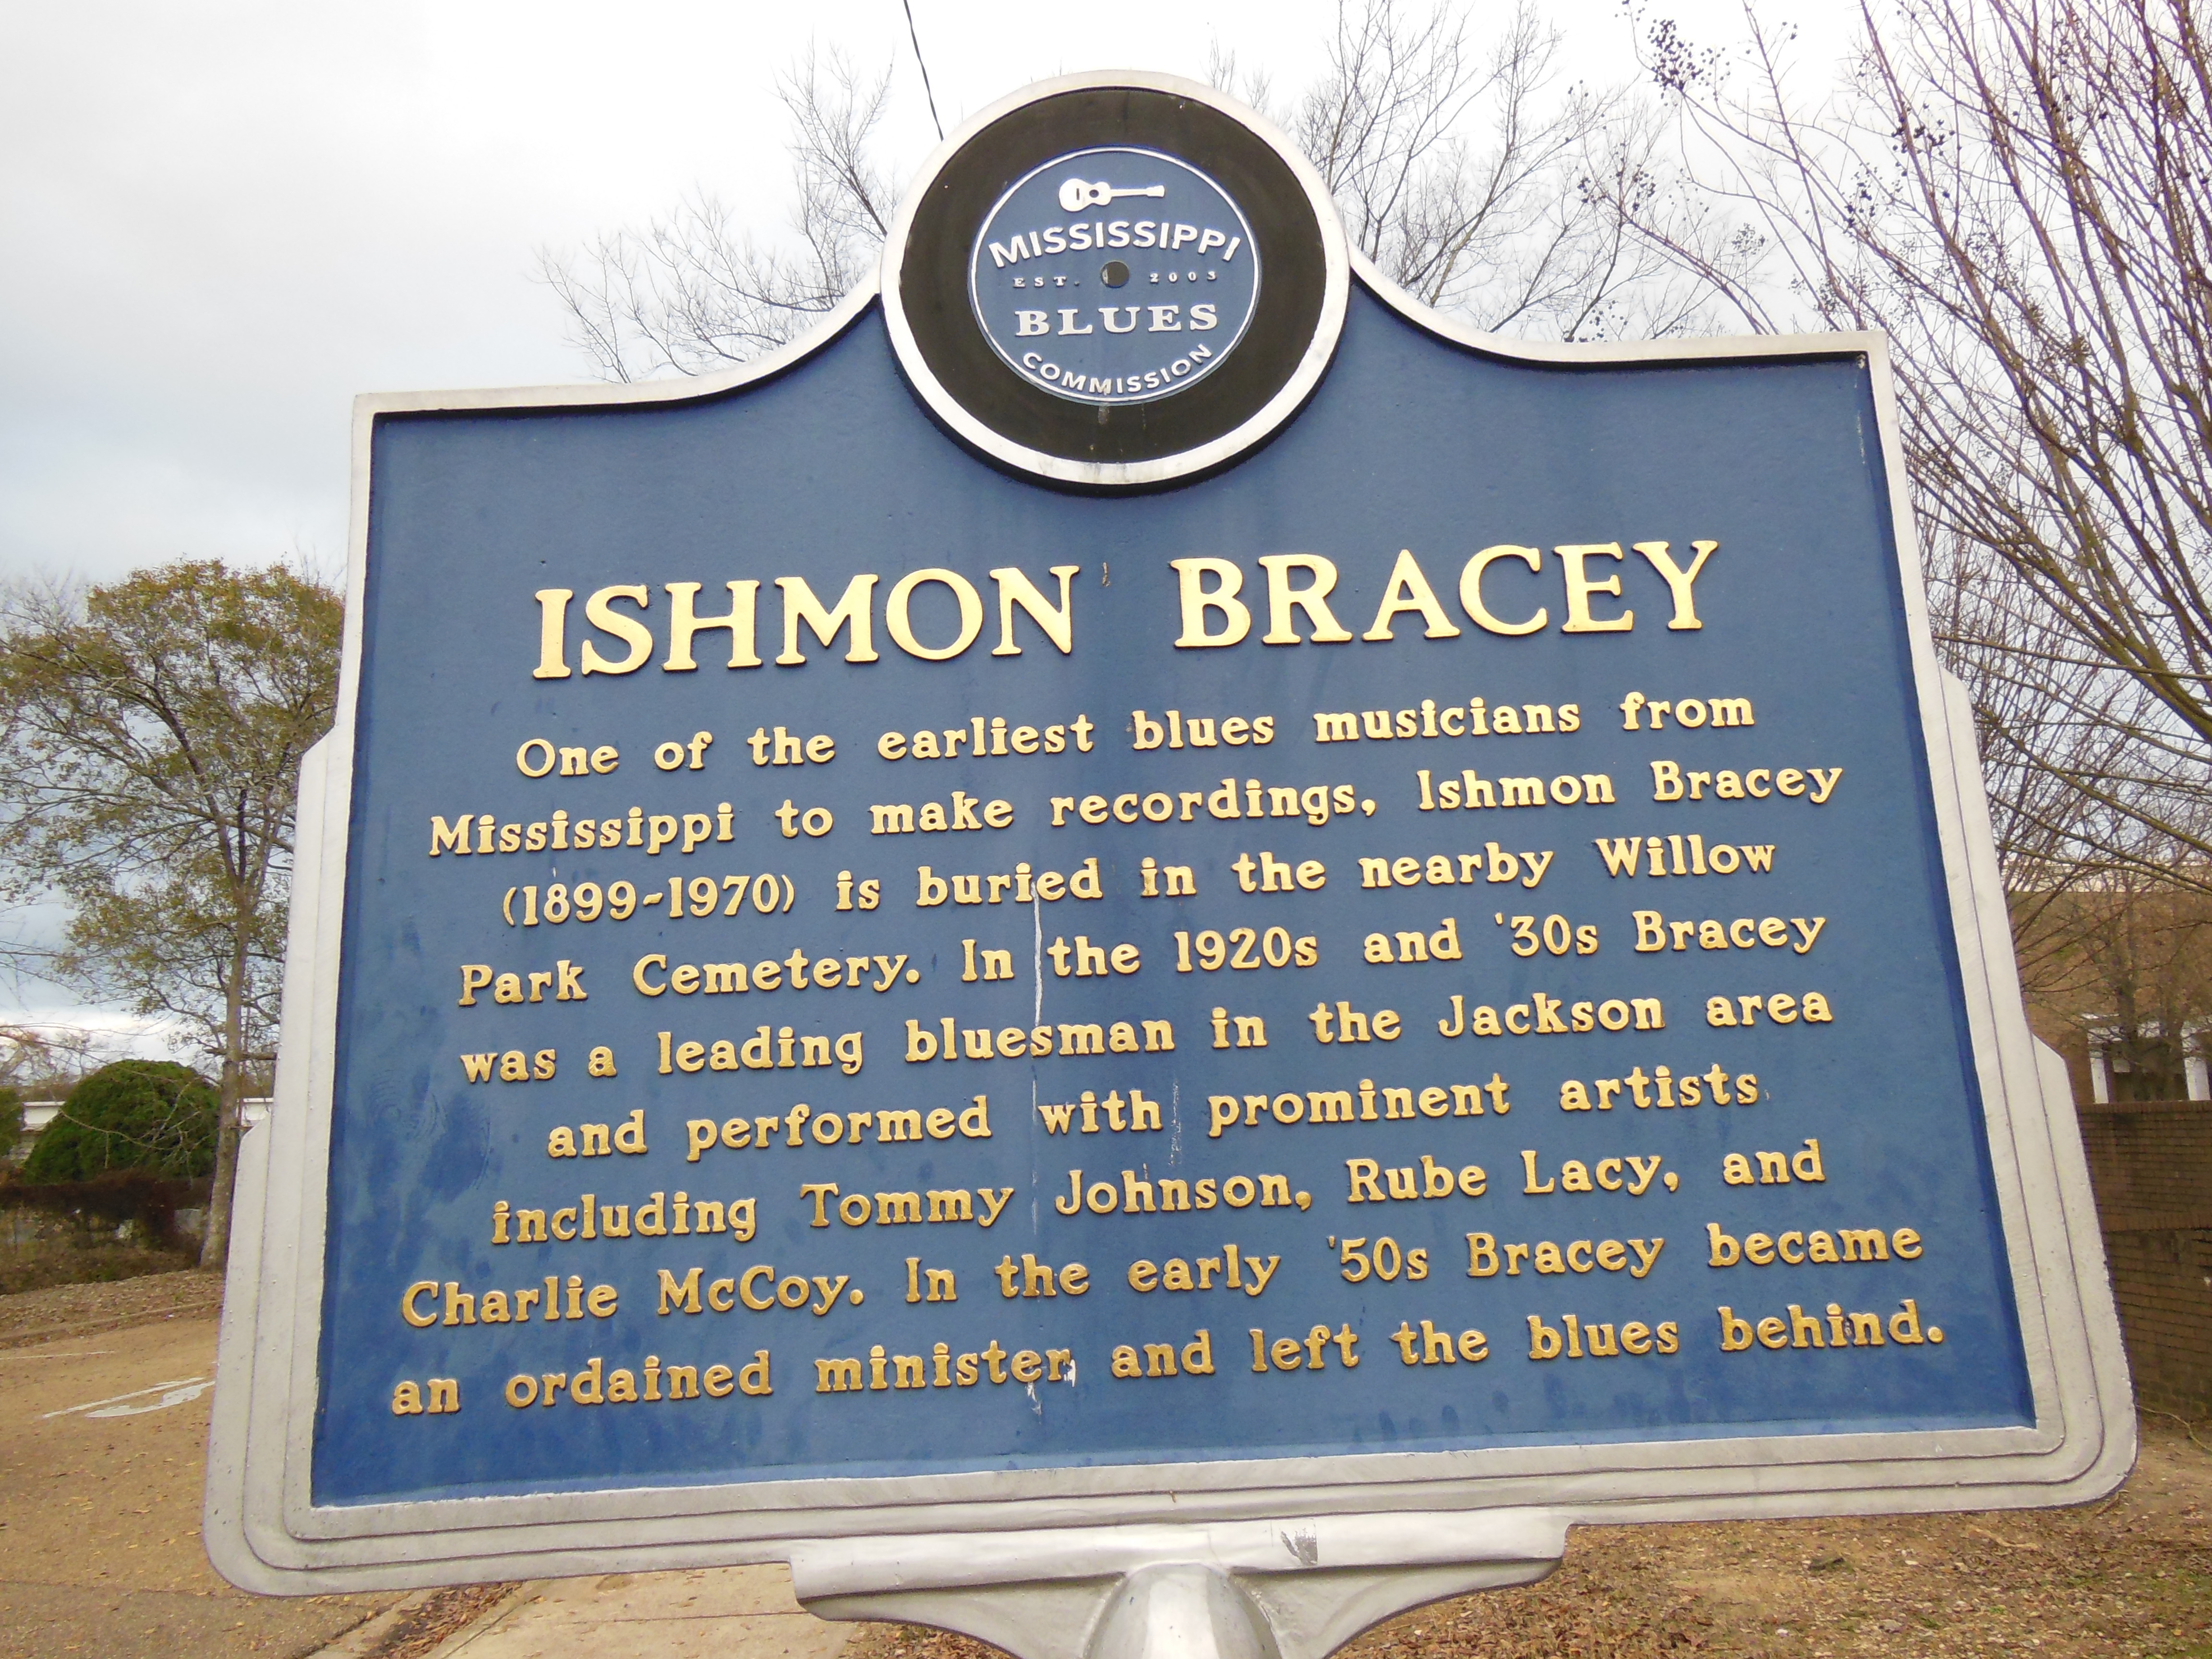 MISSISSIPPI
EST. 2003
BLUES
COMMISSION
ISHMON BRACEY
One of the earliest blues musicians from
Mississippi to make recordings, Ishmon Bracey
(1899-1970) is buried in the nearby Willow
Park Cemetery. In the 1920s and '30s Bracey
was a leading bluesman in the Jackson area
and performed with prominent artists
including Tommy Johnson, Rube Lacy, and
Charlie McCoy. In the early '50s Bracey became
an ordained minister and left the blues behind.